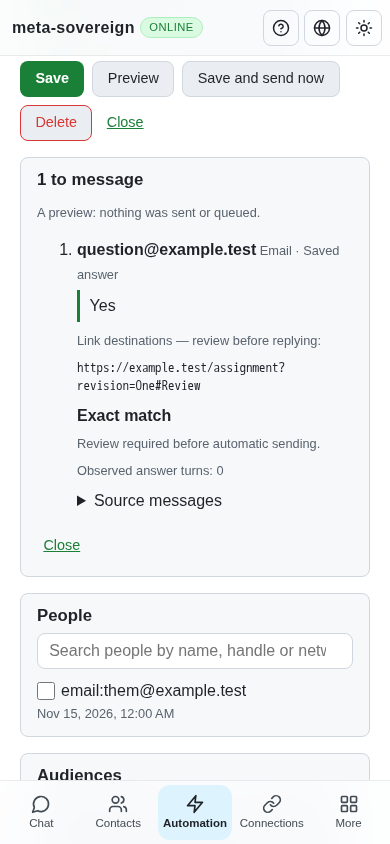 meta-sovereign ONLINE
Save Preview Save and send now
Delete Close
1 to message
A preview: nothing was sent or queued.
1. question@example.test Email · Saved
answer
Yes
Link destinations — review before replying:
https://example.test/assignment?
revision=One#Review
Exact match
Review required before automatic sending.
Observed answer turns: 0
Source messages
Close
People
Search people by name, handle or netw
email:them@example.test
Nov 15, 2026, 12:00 AM
Audiences
Chat Contacts Automation Connections More